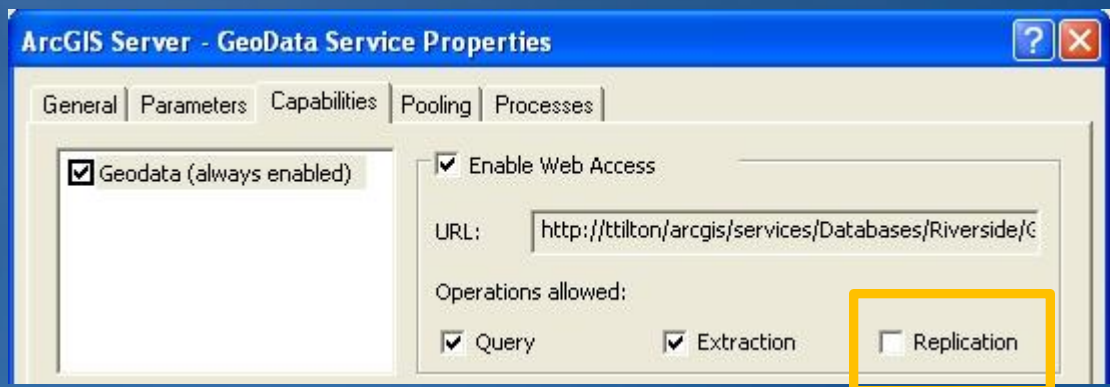 ArcGIS Server - GeoData Service Properties
General Parameters Capabilities Pooling Processes
Geodata (always enabled)
Enable Web Access
URL: http://ttilton/arcgis/services/Databases/Riverside/G
Operations allowed:
Query Extraction Replication